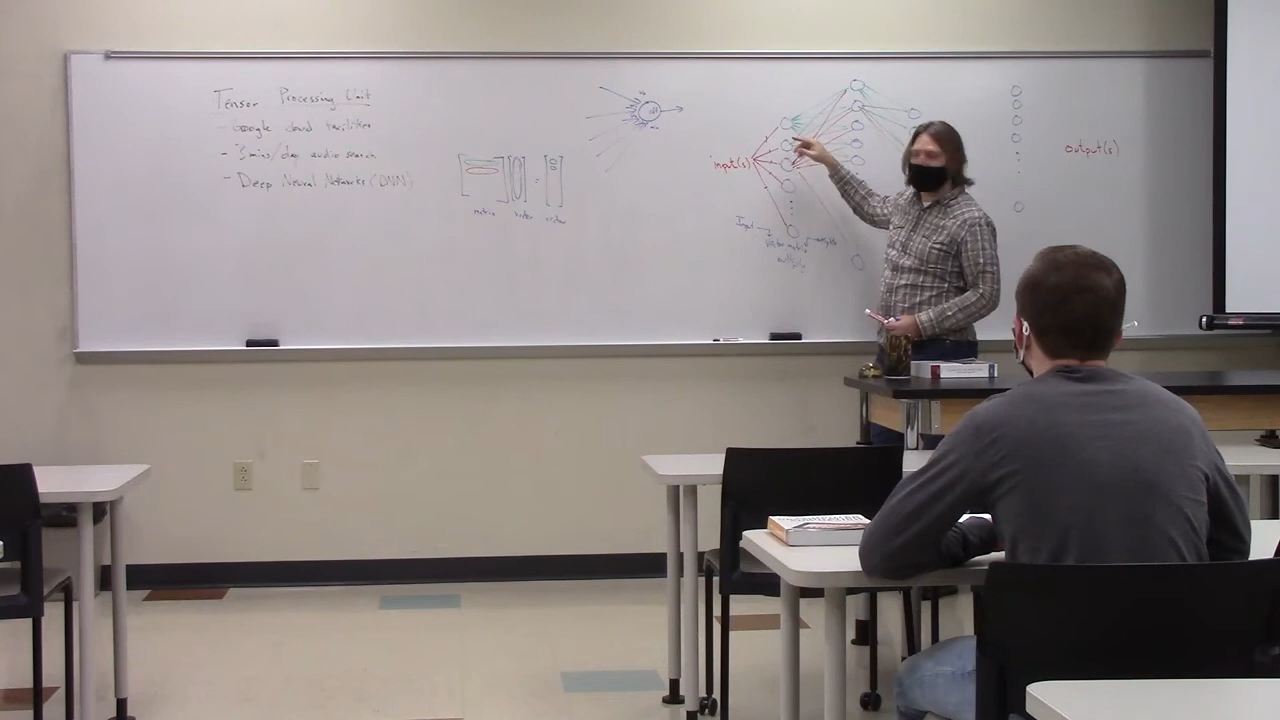 Tensor Processing Unit
- Google cloud facilities
- 3 mins/day audio search
- Deep Neural Networks (DNN)
matrix vector vector
input(s)
output(s)
Input weights
vector matrix
multiply